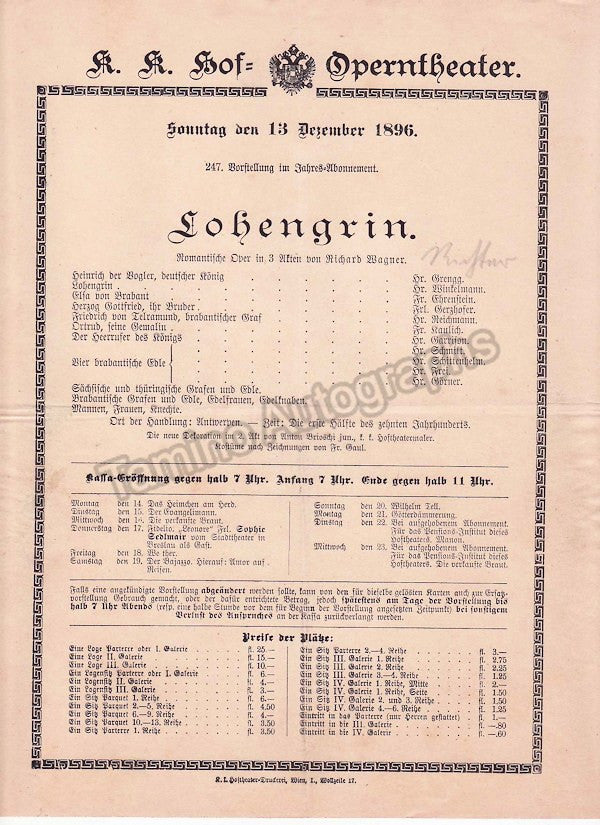 K. K. Hof= Operntheater.
Sonntag den 13 Dezember 1896.
247. Vorstellung im Jahres=Abonnement.
Lohengrin.
Romantische Oper in 3 Akten von Richard Wagner.
Richter
Heinrich der Vogler, deutscher König . . . . . . Hr. Grengg.
Lohengrin . . . . . . . Hr. Winkelmann.
Elsa von Brabant . . . . . . Fr. Ehrenstein.
Herzog Gottfried, ihr Bruder . . . . . . Frl. Gerzhofer.
Friedrich von Telramund, brabantischer Graf . . . . . Hr. Reichmann.
Ortrud, seine Gemalin . . . . . . Fr. Kaulich.
Der Heerrufer des Königs . . . . . . Hr. Garrison.
Vier brabantische Edle . . . . . . Hr. Schmitt.
Hr. Schittenhelm.
Hr. Frei.
Hr. Görner.
Sächsische und thüringische Grafen und Edle.
Brabantische Grafen und Edle, Edelfrauen, Edelknaben.
Mannen, Frauen, Knechte.
Ort der Handlung: Antwerpen. — Zeit: Die erste Hälfte des zehnten Jahrhunderts.
Die neue Dekoration im 2. Akt von Anton Brioschi jun., k. k. Hoftheatermaler.
Kostüme nach Zeichnungen von Fr. Gaul.
Tamino Autographs
Kassa=Eröffnung gegen halb 7 Uhr. Anfang 7 Uhr. Ende gegen halb 11 Uhr.
Montag den 14. Das Heimchen am Herd.
Dinstag den 15. Der Evangelimann.
Mittwoch den 16. Die verkaufte Braut.
Donnerstag den 17. Fidelio. „Leonore" Frl. Sophie
Sedlmair vom Stadttheater in
Breslau als Gast.
Freitag den 18. Werther.
Samstag den 19. Der Bajazzo. Hierauf: Amor auf
Reisen.
Sonntag den 20. Wilhelm Tell.
Montag den 21. Götterdämmerung.
Dinstag den 22. Bei aufgehobenem Abonnement.
Für das Pensions=Institut dieses
Hoftheaters. Manon.
Mittwoch den 23. Bei aufgehobenem Abonnement.
Für das Pensions=Institut dieses
Hoftheaters. Die verkaufte Braut.
Falls eine angekündigte Vorstellung abgeändert werden sollte, kann von den für dieselbe gelösten Karten auch zur Ersatz=
vorstellung Gebrauch gemacht, oder der dafür entrichtete Betrag, jedoch spätestens am Tage der Vorstellung bis
halb 7 Uhr Abends (resp. eine halbe Stunde vor dem für Beginn der Vorstellung angesetzten Zeitpunkt) bei sonstigem
Verlust des Anspruches an der Kassa zurückverlangt werden.
Preise der Plätze:
Eine Loge Parterre oder I. Galerie . . . . fl. 25.—
Eine Loge II. Galerie . . . . fl. 15.—
Eine Loge III. Galerie . . . . fl. 10.—
Ein Logensitz Parterre oder I. Galerie . . . . fl. 6.—
Ein Logensitz II. Galerie . . . . fl. 4.—
Ein Logensitz III. Galerie . . . . fl. 3.—
Ein Sitz Parquet 1. Reihe . . . . fl. 6.—
Ein Sitz Parquet 2.—5. Reihe . . . . fl. 4.50
Ein Sitz Parquet 6.—9. Reihe . . . . fl. 4.—
Ein Sitz Parquet 10.—13. Reihe . . . . fl. 3.50
Ein Sitz Parterre 1. Reihe . . . . fl. 3.50
Ein Sitz Parterre 2.—4. Reihe . . . . fl. 3.—
Ein Sitz III. Galerie 1. Reihe . . . . fl. 2.75
Ein Sitz III. Galerie 2. Reihe . . . . fl. 2.25
Ein Sitz III. Galerie 3.—4. Reihe . . . . fl. 1.25
Ein Sitz IV. Galerie 1. Reihe, Mitte . . . . fl. 2.—
Ein Sitz IV. Galerie 1. Reihe, Seite . . . . fl. 1.50
Ein Sitz IV. Galerie 2. und 3. Reihe . . . . fl. 1.50
Ein Sitz IV. Galerie 4.—6. Reihe . . . . fl. 1.25
Eintritt in das Parterre (nur Herren gestattet) . . fl. 1.—
Eintritt in die III. Galerie . . . . fl. —.80
Eintritt in die IV. Galerie . . . . fl. —.60
K. k. Hoftheater=Druckerei, Wien, I., Wollzeile 17.